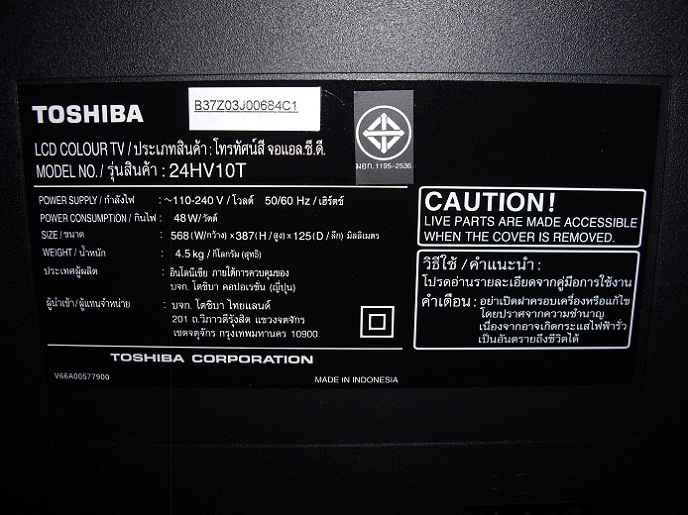 TOSHIBA
B37Z03J00684C1
LCD COLOUR TV / ประเภทสินค้า : โทรทัศน์สี จอแอล.ซี.ดี.
MODEL NO. / รุ่นสินค้า : 24HV10T
มอก. 1195-2536
POWER SUPPLY / กำลังไฟ : ~110-240 V / โวลต์ 50/60 Hz / เฮิรตซ์
POWER CONSUMPTION / กินไฟ : 48 W/ วัตต์
SIZE / ขนาด : 568 (W/กว้าง) x387(H / สูง) x 125(D / ลึก) มิลลิเมตร
WEIGHT / น้ำหนัก : 4.5 kg / กิโลกรัม (สุทธิ)
ประเทศผู้ผลิต : อินโดนีเซีย ภายใต้การควบคุมของ
บจก. โตชิบา คอปอเรชั่น (ญี่ปุ่น)
ผู้นำเข้า/ผู้แทนจำหน่าย : บจก. โตชิบา ไทยแลนด์
201 ถ.วิภาวดีรังสิต แขวงจตุจักร
เขตจตุจักร กรุงเทพมหานคร 10900
CAUTION!
LIVE PARTS ARE MADE ACCESSIBLE
WHEN THE COVER IS REMOVED.
วิธีใช้ / คำแนะนำ :
โปรดอ่านรายละเอียดจากคู่มือการใช้งาน
คำเตือน : อย่าเปิดฝาครอบเครื่องหรือแก้ไข
โดยปราศจากความชำนาญ
เนื่องจากอาจเกิดกระแสไฟฟ้ารั่ว
เป็นอันตรายถึงชีวิตได้
TOSHIBA CORPORATION
V66A00577900
MADE IN INDONESIA